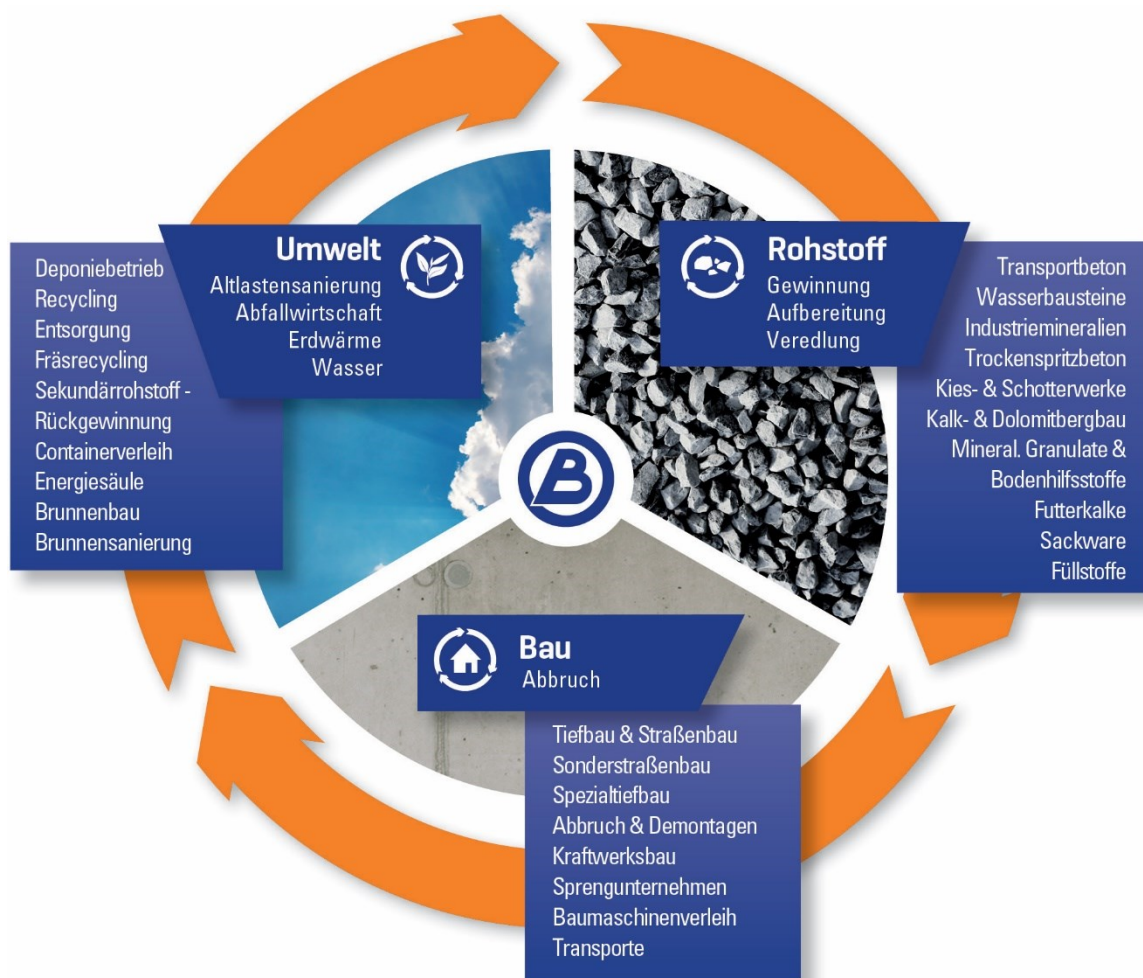 Umwelt
Altlastensanierung
Abfallwirtschaft
Erdwärme
Wasser
Deponiebetrieb
Recycling
Entsorgung
Fräsrecycling
Sekundärrohstoff -
Rückgewinnung
Containerverleih
Energiesäule
Brunnenbau
Brunnensanierung
Rohstoff
Gewinnung
Aufbereitung
Veredlung
Transportbeton
Wasserbausteine
Industriemineralien
Trockenspritzbeton
Kies- & Schotterwerke
Kalk- & Dolomitbergbau
Mineral. Granulate &
Bodenhilfsstoffe
Futterkalke
Sackware
Füllstoffe
B
Bau
Abbruch
Tiefbau & Straßenbau
Sonderstraßenbau
Spezialtiefbau
Abbruch & Demontagen
Kraftwerksbau
Sprengunternehmen
Baumaschinenverleih
Transporte